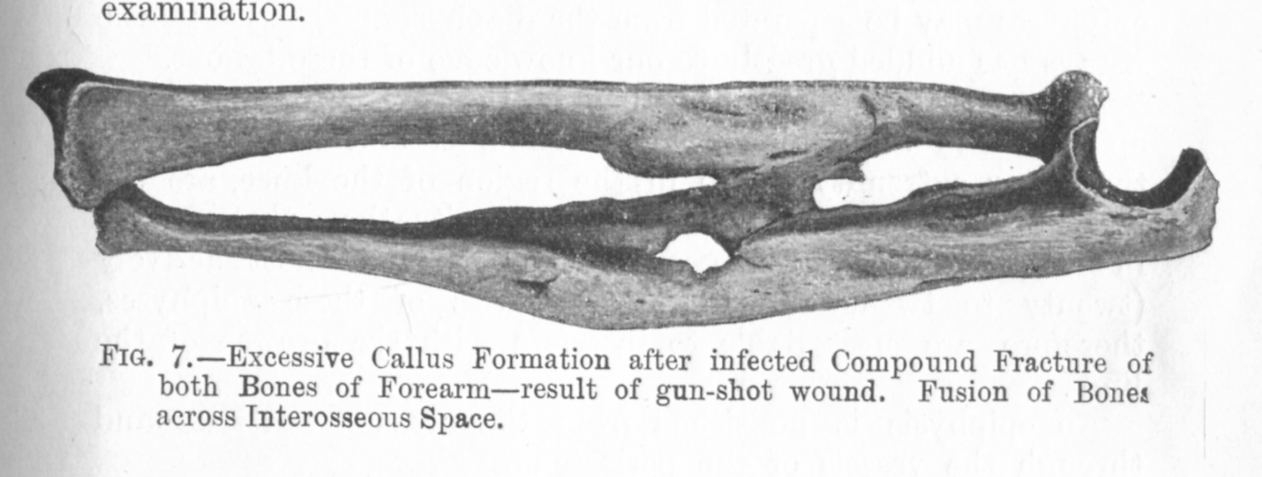 examination.
FIG. 7.—Excessive Callus Formation after infected Compound Fracture of
both Bones of Forearm—result of gun-shot wound. Fusion of Bones
across Interosseous Space.